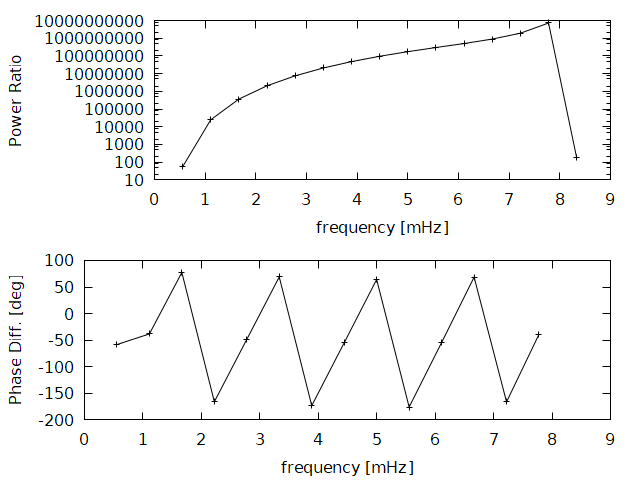 Power Ratio
10000000000
1000000000
100000000
10000000
1000000
100000
10000
1000
100
10
0 1 2 3 4 5 6 7 8 9
frequency [mHz]
Phase Diff. [deg]
100
50
0
-50
-100
-150
-200
0 1 2 3 4 5 6 7 8 9
frequency [mHz]